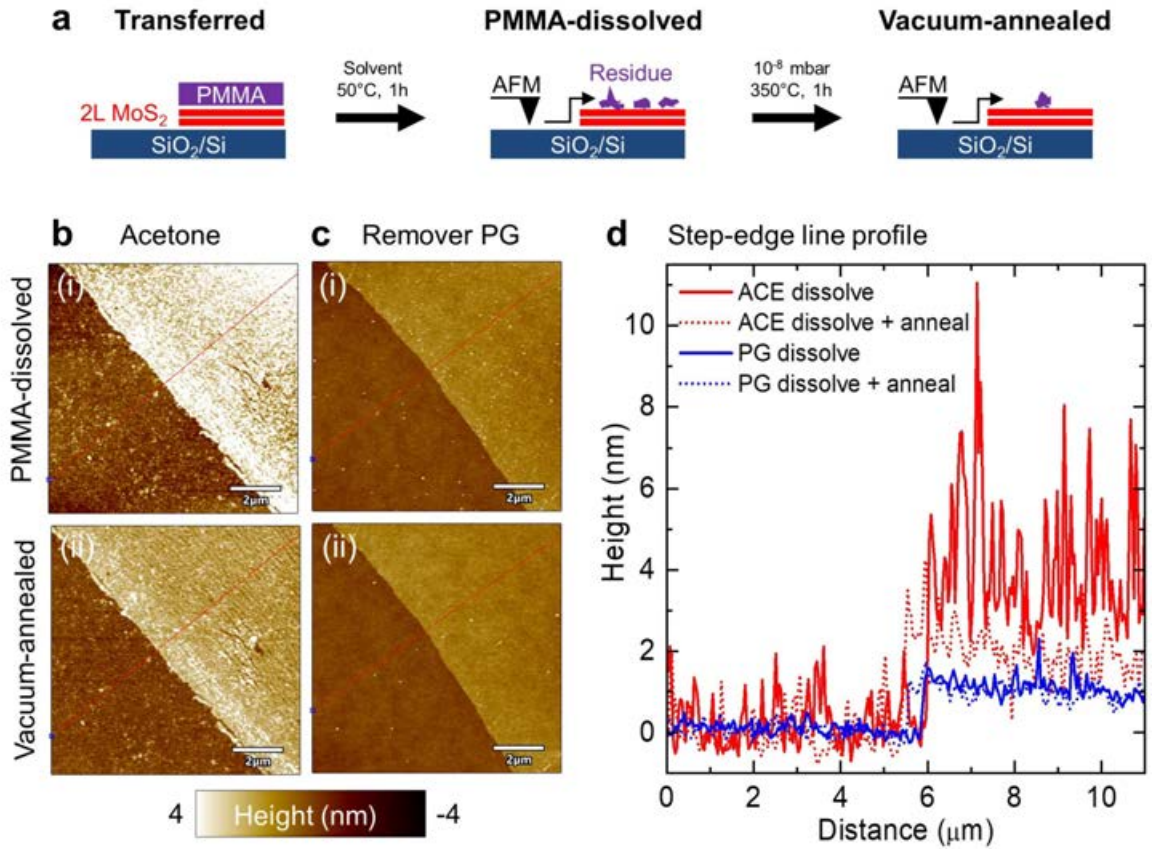 a Transferred PMMA-dissolved Vacuum-annealed
Solvent
50°C, 1h
10⁻⁸ mbar
350°C, 1h
PMMA
2L MoS₂
SiO₂/Si
AFM
Residue
SiO₂/Si
AFM
SiO₂/Si
b Acetone
c Remover PG
d Step-edge line profile
PMMA-dissolved
(i)
2µm
(i)
2µm
Vacuum-annealed
(ii)
2µm
(ii)
2µm
4 Height (nm) -4
ACE dissolve
ACE dissolve + anneal
PG dissolve
PG dissolve + anneal
Height (nm)
10
8
6
4
2
0
0 2 4 6 8 10
Distance (µm)